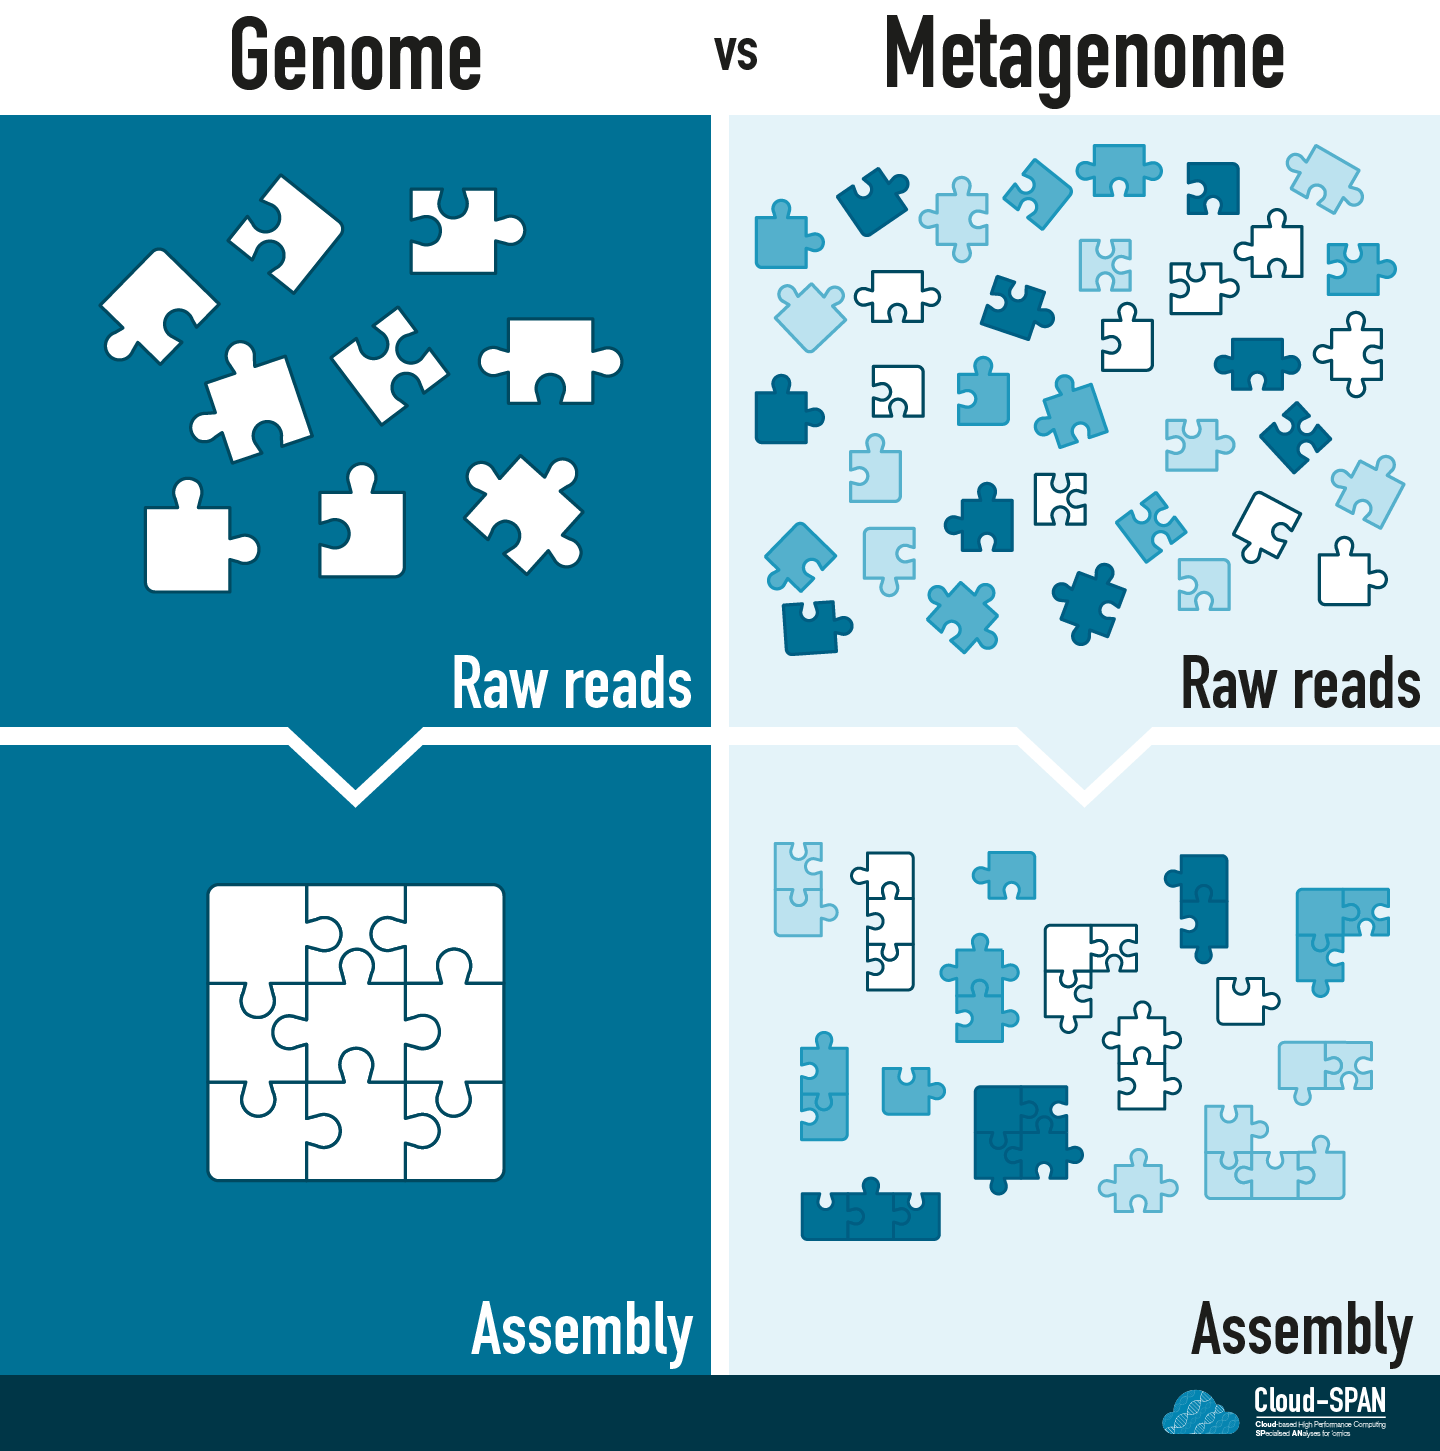 Genome vs Metagenome
Raw reads
Raw reads
Assembly
Assembly
Cloud-SPAN
Cloud-based High Performance Computing
SPecialised ANalyses for 'omics